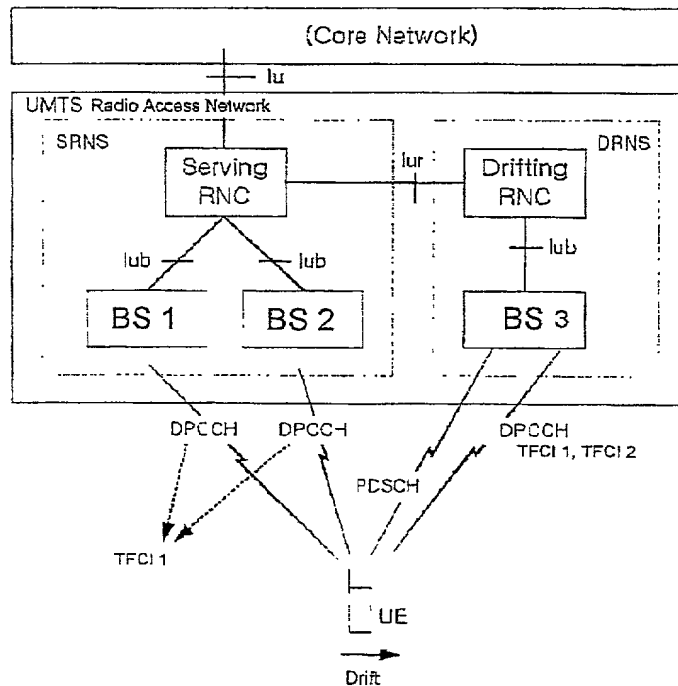 (Core Network)
Iu
UMTS Radio Access Network
SRNS
DRNS
Serving
RNC
Iur
Drifting
RNC
Iub
Iub
Iub
BS 1
BS 2
BS 3
DPCCH
DPCCH
DPCCH
TFCI 1, TFCI 2
PDSCH
TFCI 1
UE
Drift